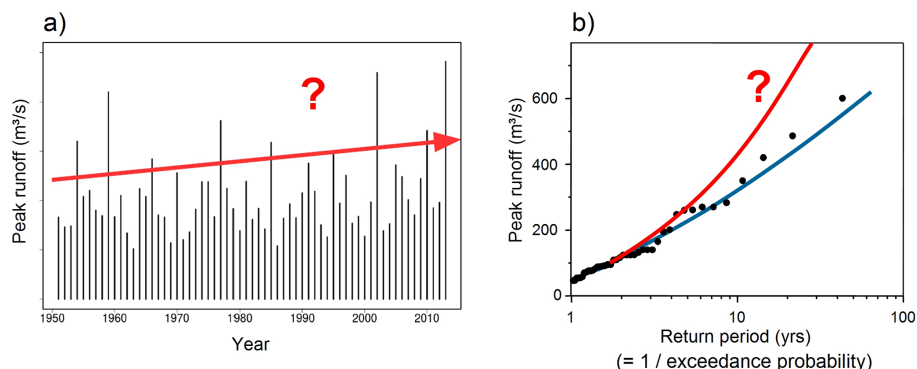 a)
Peak runoff (m³/s)
?
1950 1960 1970 1980 1990 2000 2010
Year
b)
Peak runoff (m³/s)
600
400
200
0
?
1 10 100
Return period (yrs)
(= 1 / exceedance probability)